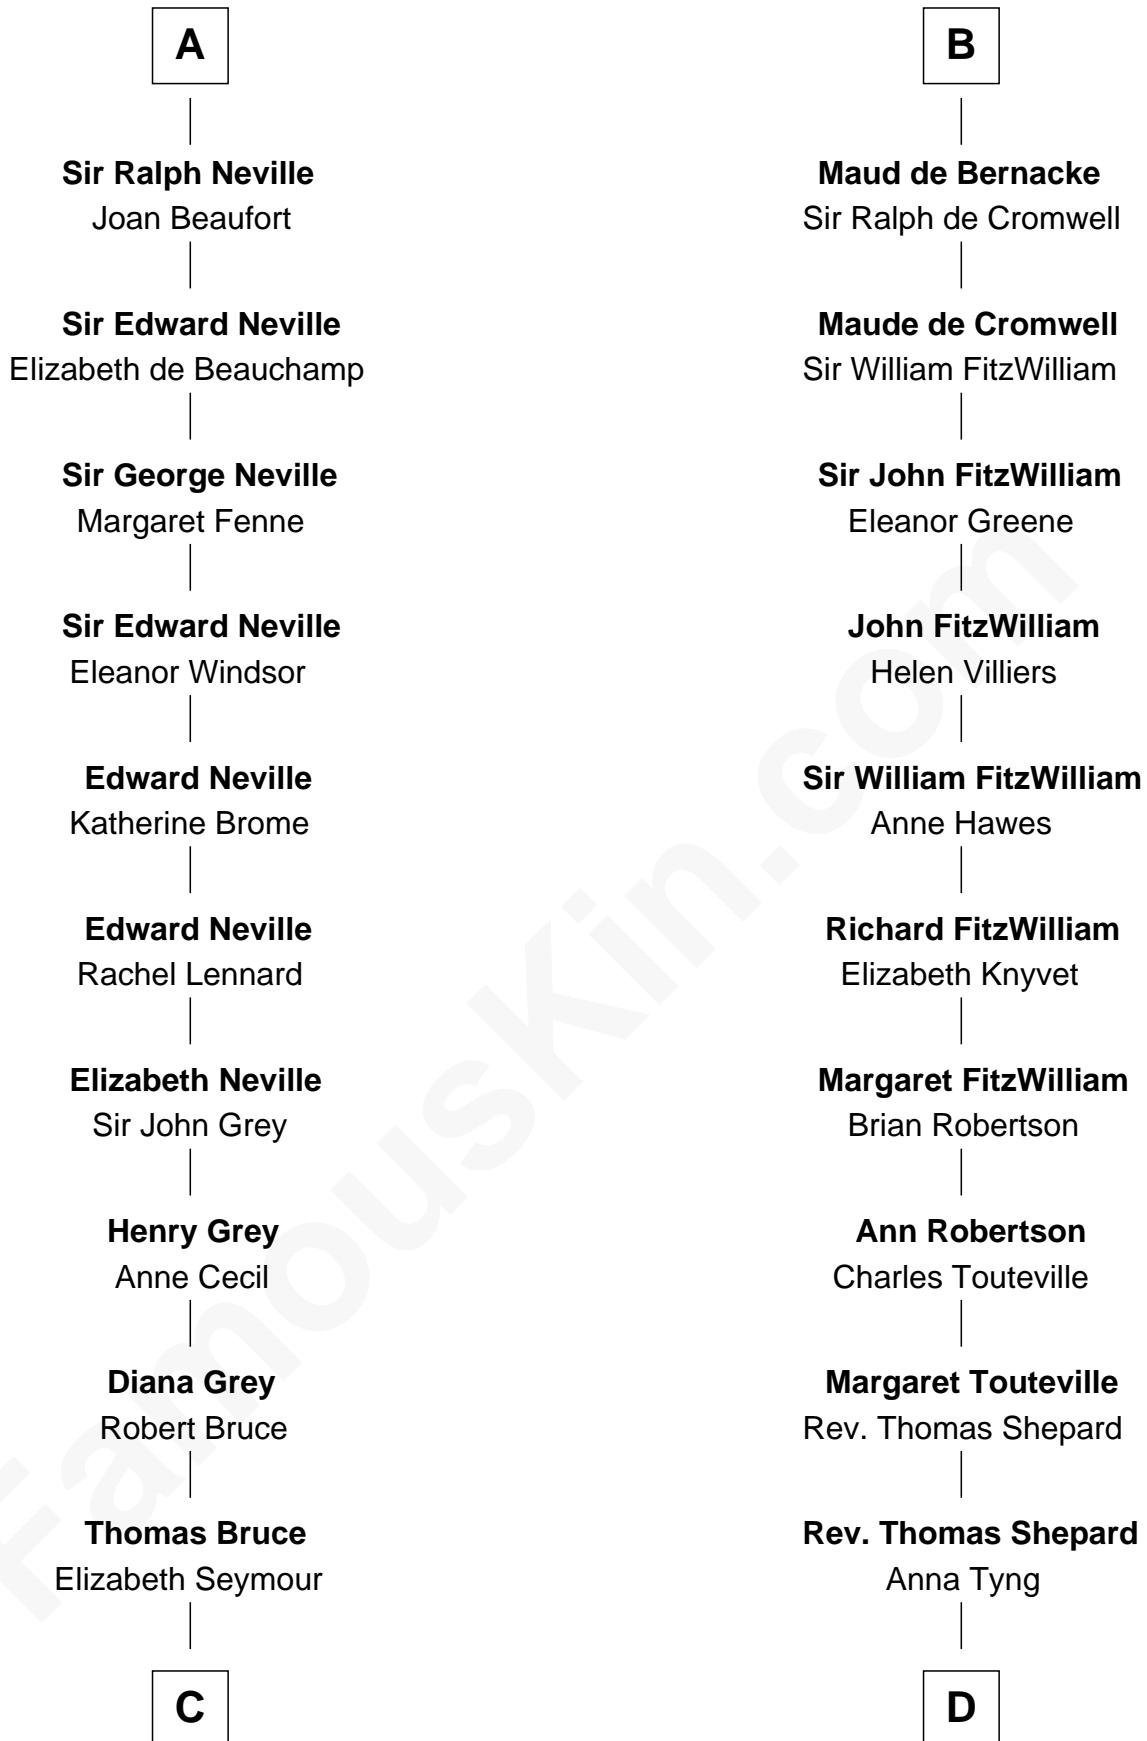 A
Sir Ralph Neville
Joan Beaufort
Sir Edward Neville
Elizabeth de Beauchamp
Sir George Neville
Margaret Fenne
Sir Edward Neville
Eleanor Windsor
Edward Neville
Katherine Brome
Edward Neville
Rachel Lennard
Elizabeth Neville
Sir John Grey
Henry Grey
Anne Cecil
Diana Grey
Robert Bruce
Thomas Bruce
Elizabeth Seymour
C
B
Maud de Bernacke
Sir Ralph de Cromwell
Maude de Cromwell
Sir William FitzWilliam
Sir John FitzWilliam
Eleanor Greene
John FitzWilliam
Helen Villiers
Sir William FitzWilliam
Anne Hawes
Richard FitzWilliam
Elizabeth Knyvet
Margaret FitzWilliam
Brian Robertson
Ann Robertson
Charles Touteville
Margaret Touteville
Rev. Thomas Shepard
Rev. Thomas Shepard
Anna Tyng
D
FamousKin.com